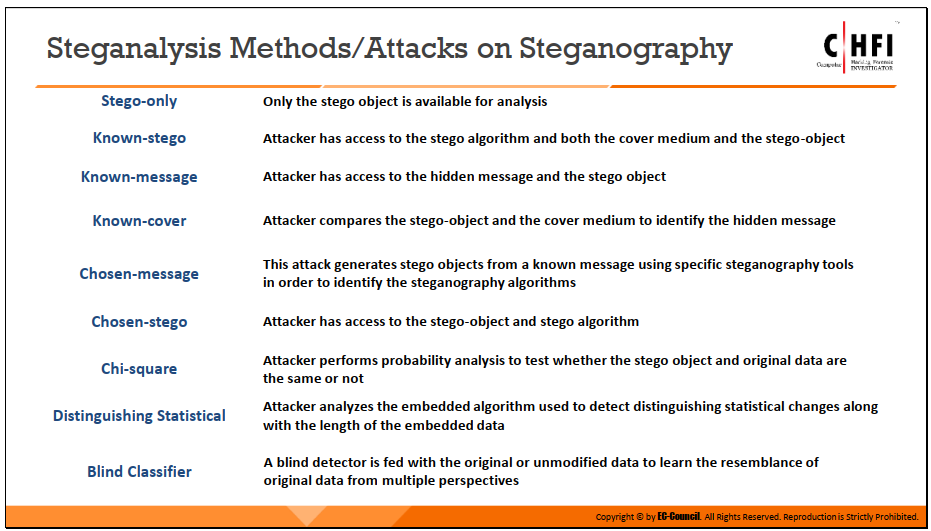 Steganalysis Methods/Attacks on Steganography
C HFI
Computer Hacking Forensic
INVESTIGATOR
Stego-only Only the stego object is available for analysis
Known-stego Attacker has access to the stego algorithm and both the cover medium and the stego-object
Known-message Attacker has access to the hidden message and the stego object
Known-cover Attacker compares the stego-object and the cover medium to identify the hidden message
Chosen-message This attack generates stego objects from a known message using specific steganography tools
in order to identify the steganography algorithms
Chosen-stego Attacker has access to the stego-object and stego algorithm
Chi-square Attacker performs probability analysis to test whether the stego object and original data are
the same or not
Distinguishing Statistical Attacker analyzes the embedded algorithm used to detect distinguishing statistical changes along
with the length of the embedded data
Blind Classifier A blind detector is fed with the original or unmodified data to learn the resemblance of
original data from multiple perspectives
Copyright © by EC-Council. All Rights Reserved. Reproduction is Strictly Prohibited.